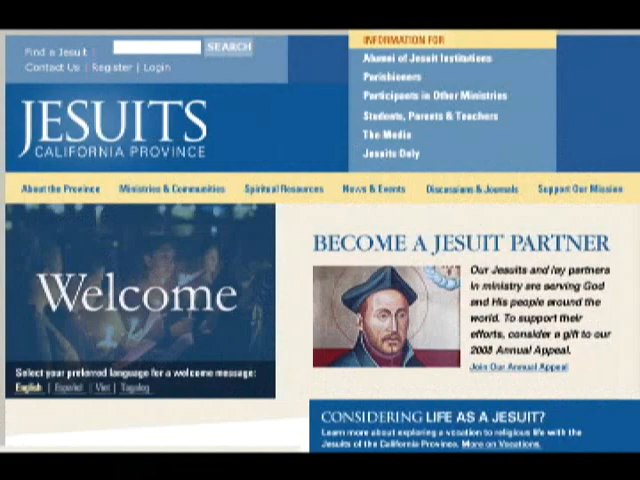 Find a Jesuit |
SEARCH
Contact Us | Register | Login
INFORMATION FOR
Alumni of Jesuit Institutions
Parishioners
Participants in Other Ministries
Students, Parents & Teachers
The Media
Jesuits Only
JESUITS
CALIFORNIA PROVINCE
About the Province Ministries & Communities Spiritual Resources News & Events Discussions & Journals Support Our Mission
Welcome
Select your preferred language for a welcome message:
English | Español | Viet | Tagalog
BECOME A JESUIT PARTNER
Our Jesuits and lay partners
in ministry are serving God
and His people around the
world. To support their
efforts, consider a gift to our
2008 Annual Appeal.
Join Our Annual Appeal
CONSIDERING LIFE AS A JESUIT?
Learn more about exploring a vocation to religious life with the
Jesuits of the California Province. More on Vocations.